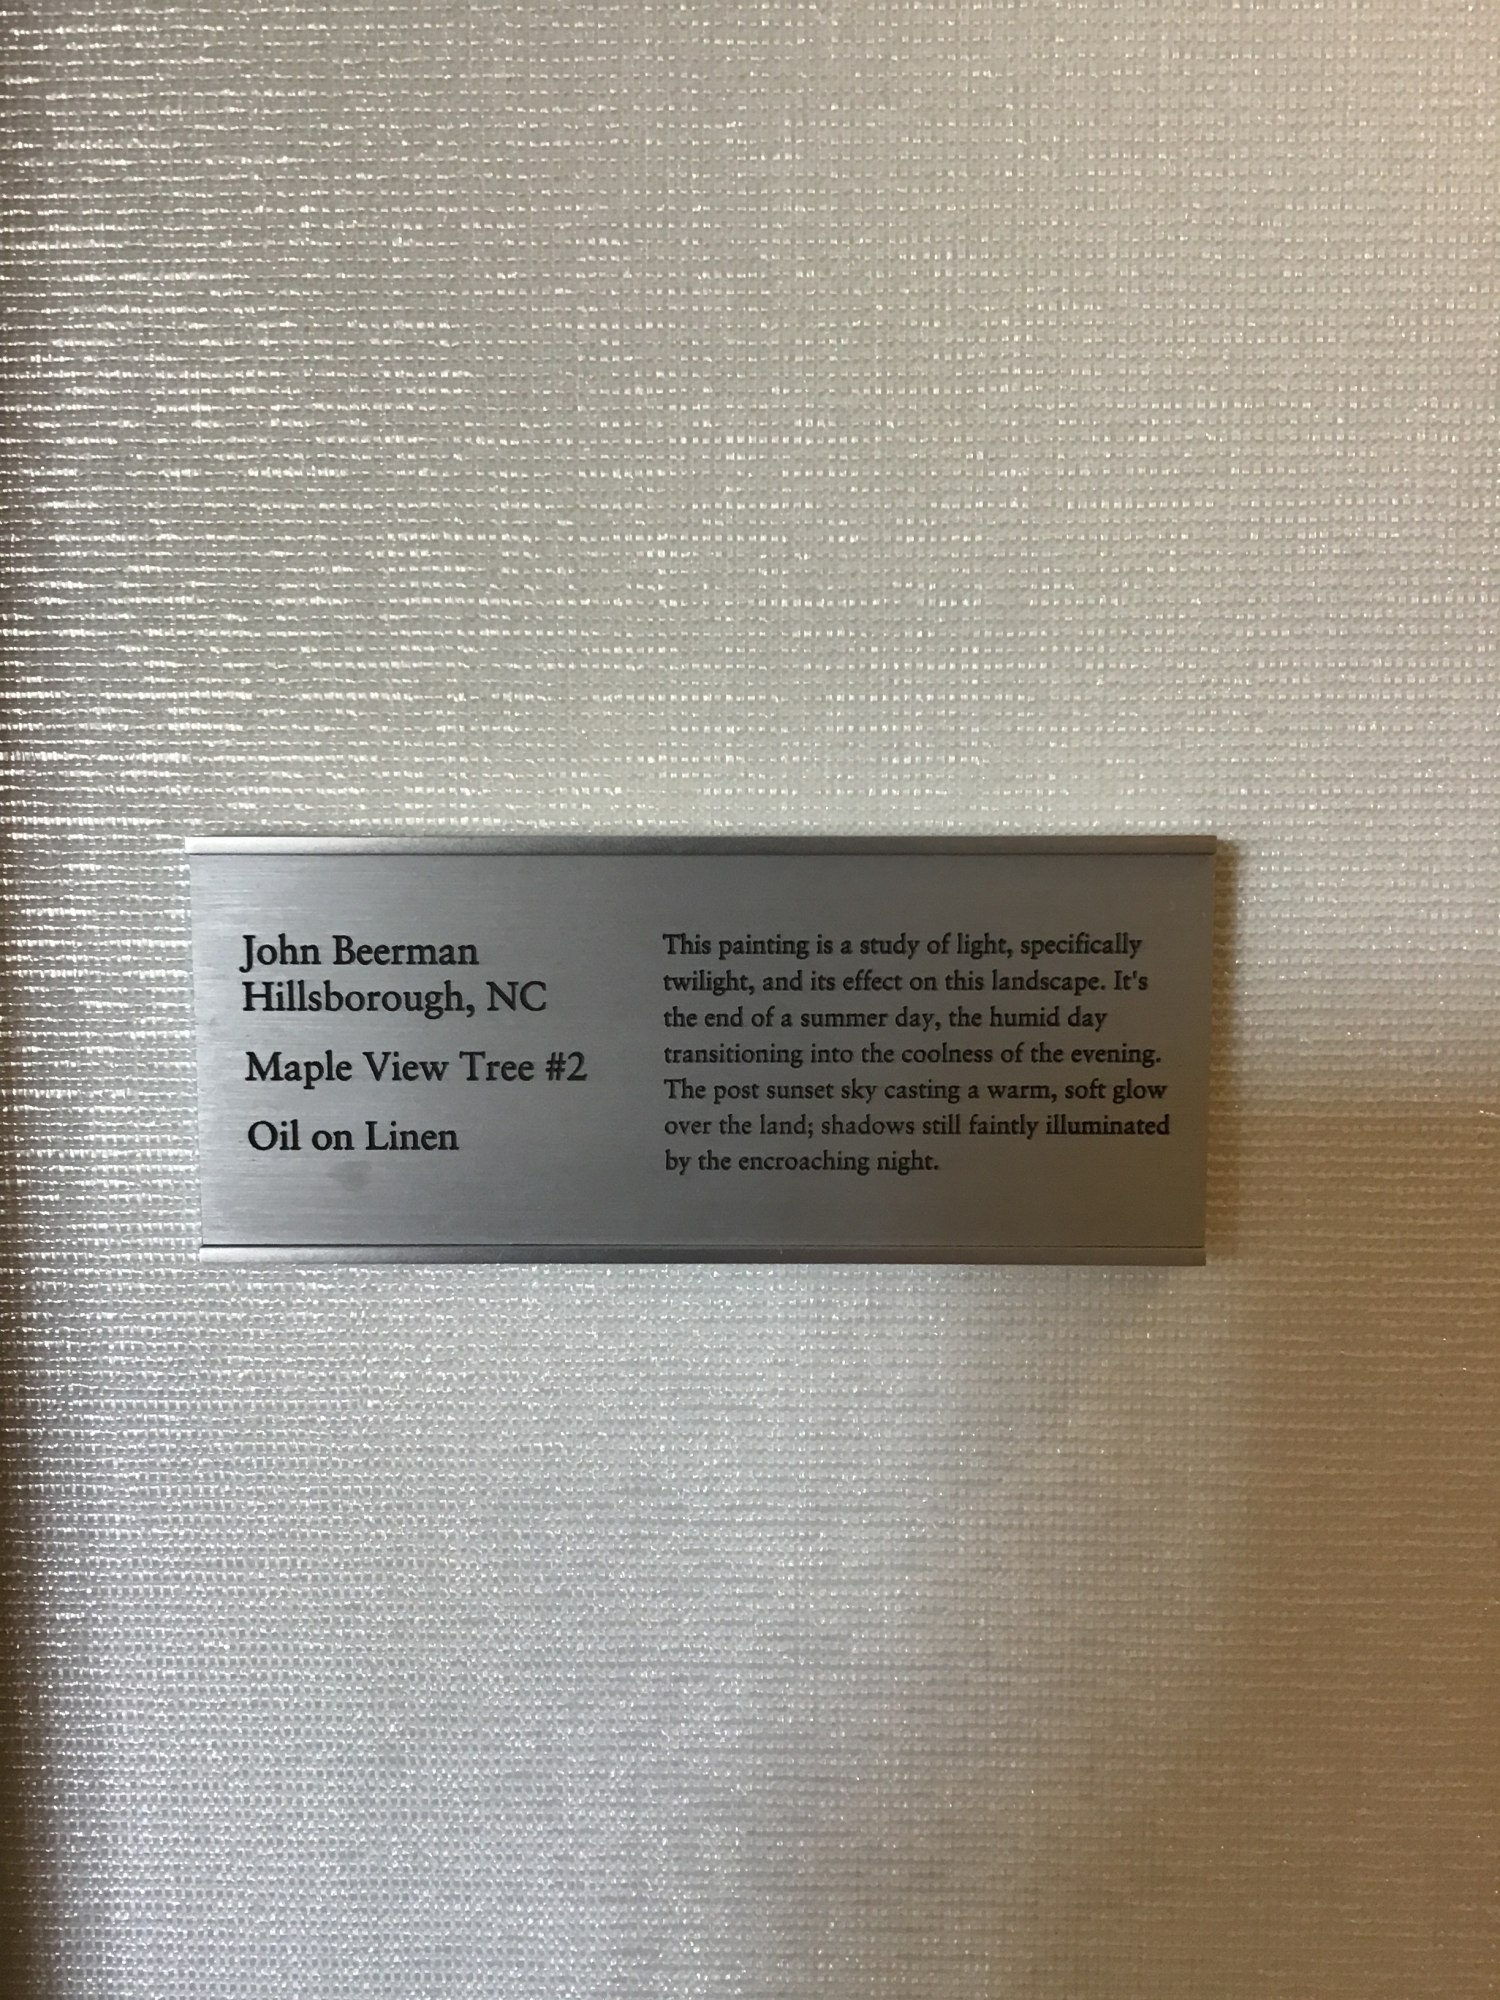 John Beerman
Hillsborough, NC
Maple View Tree #2
Oil on Linen
This painting is a study of light, specifically
twilight, and its effect on this landscape. It's
the end of a summer day, the humid day
transitioning into the coolness of the evening.
The post sunset sky casting a warm, soft glow
over the land; shadows still faintly illuminated
by the encroaching night.